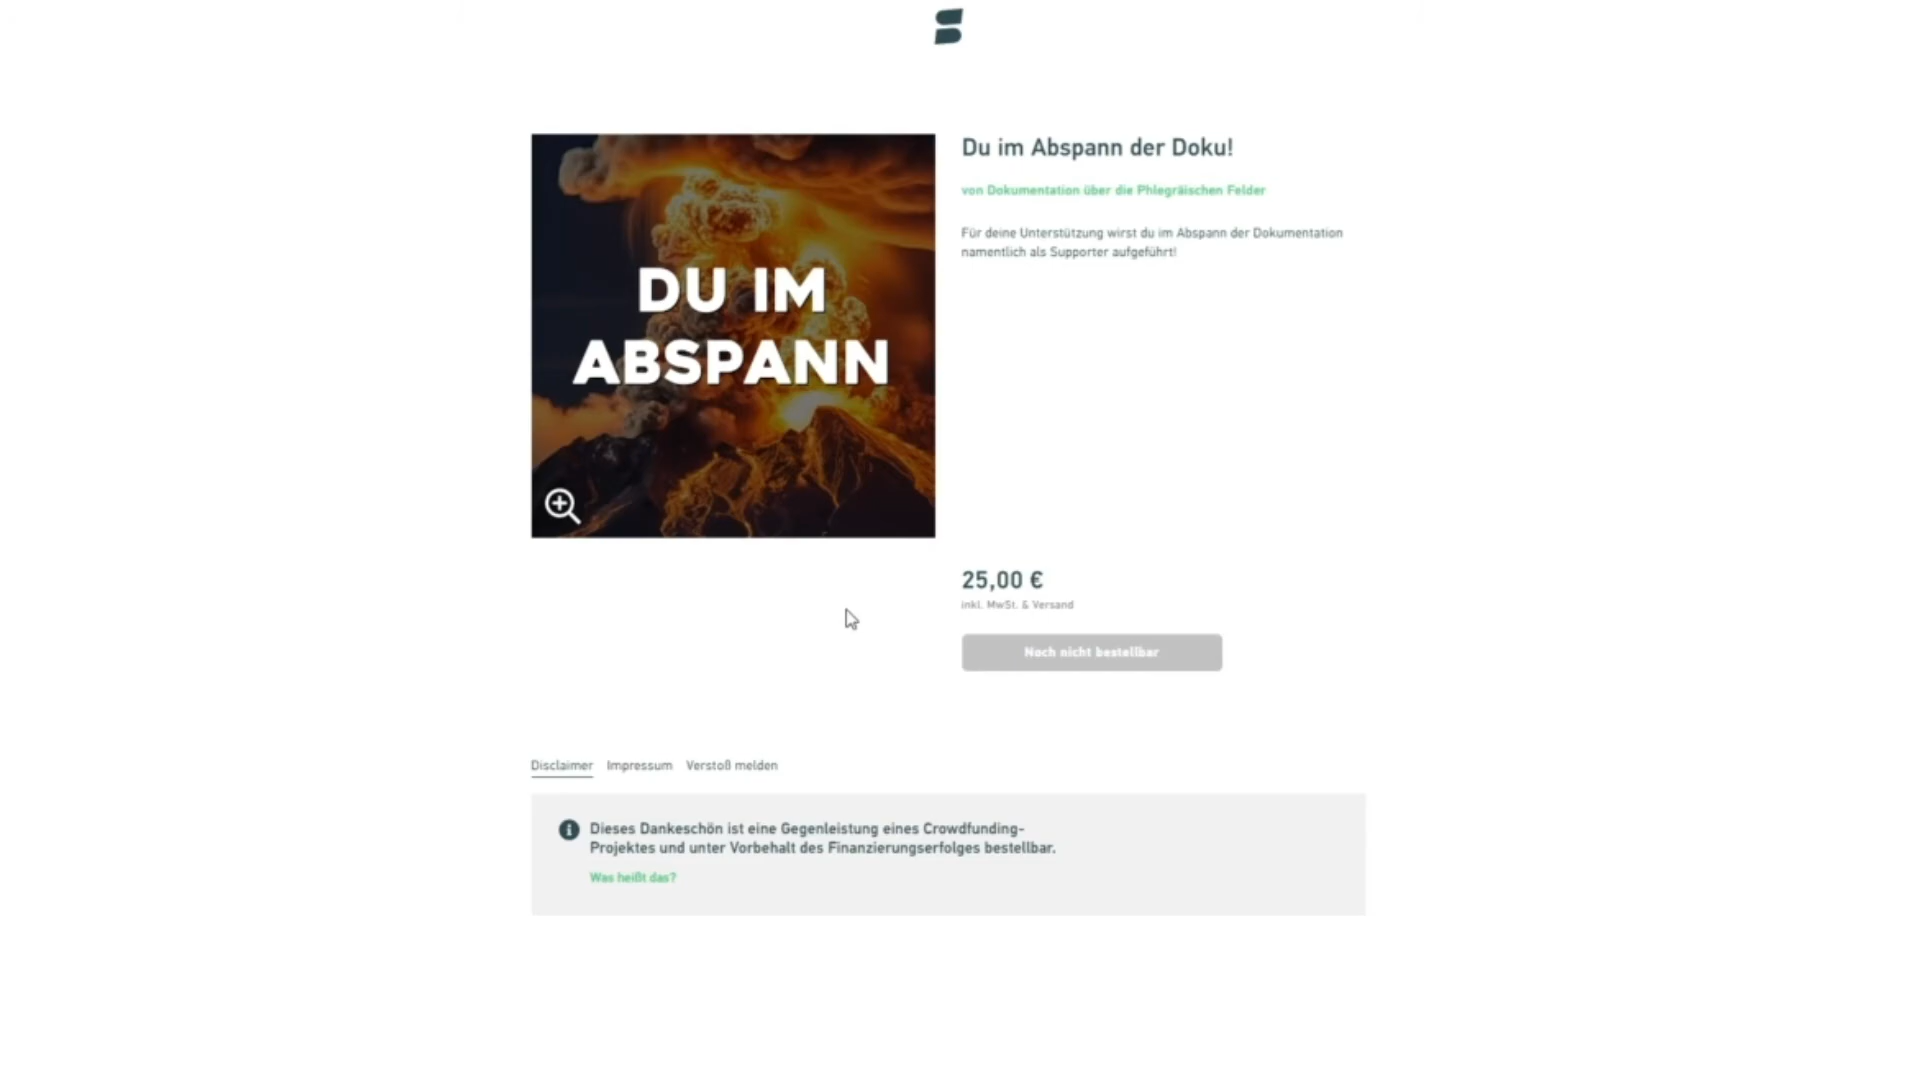 Du im Abspann der Doku!
von Dokumentation über die Phlegräischen Felder
Für deine Unterstützung wirst du im Abspann der Dokumentation
namentlich als Supporter aufgeführt!
DU IM
ABSPANN
25,00 €
inkl. MwSt. & Versand
Noch nicht bestellbar
Disclaimer Impressum Verstoß melden
Dieses Dankeschön ist eine Gegenleistung eines Crowdfunding-
Projektes und unter Vorbehalt des Finanzierungserfolges bestellbar.
Was heißt das?